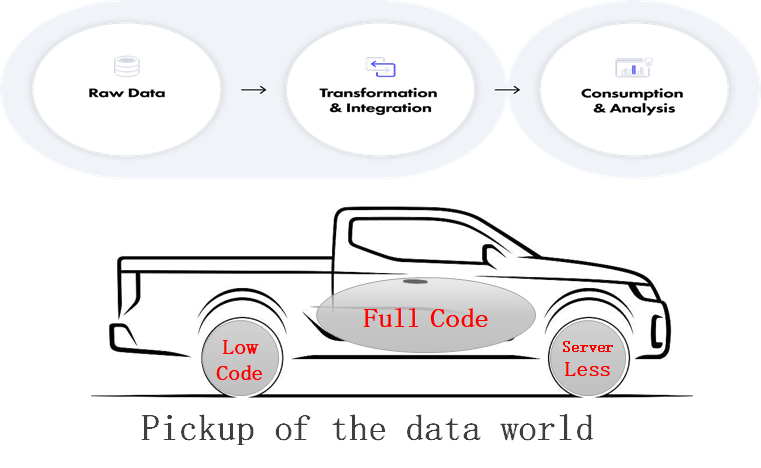 Raw Data
Transformation
& Integration
Consumption
& Analysis
Full Code
Low
Code
Server
Less
Pickup of the data world